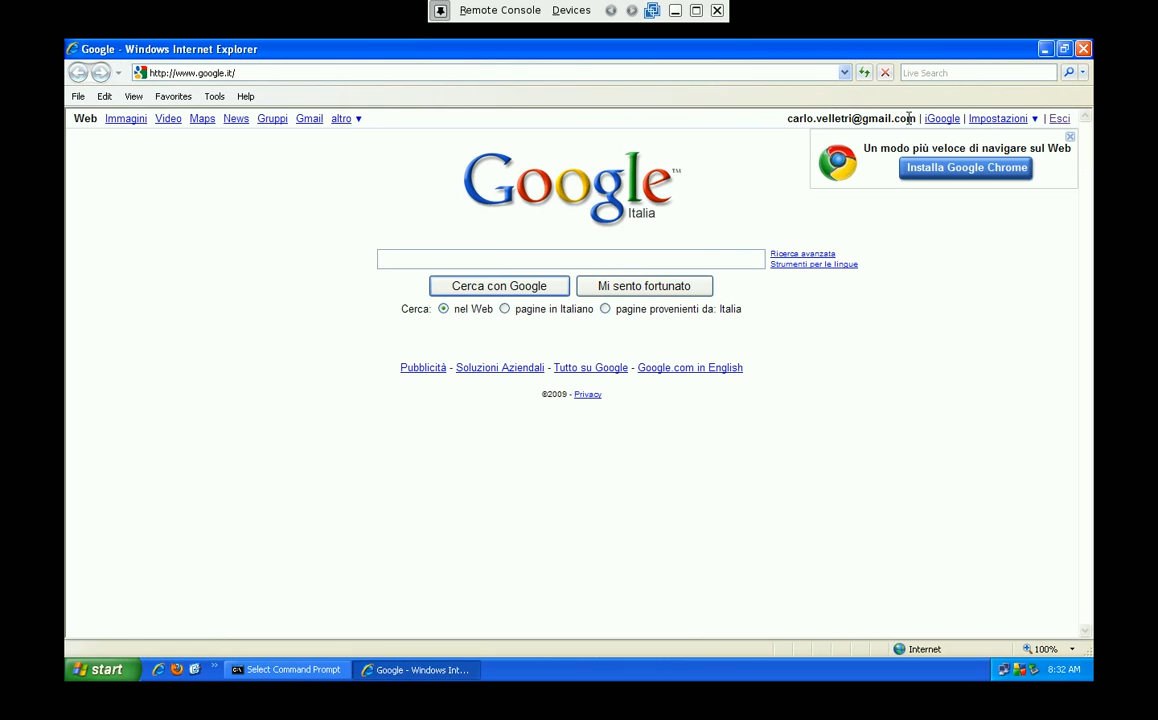 Remote Console Devices
Google - Windows Internet Explorer
http://www.google.it/
Live Search
File Edit View Favorites Tools Help
Web Immagini Video Maps News Gruppi Gmail altro ▼
carlo.velletri@gmail.com | iGoogle | Impostazioni ▼ | Esci
Un modo più veloce di navigare sul Web
Installa Google Chrome
Google™
Italia
Ricerca avanzata
Strumenti per le lingue
Cerca con Google Mi sento fortunato
Cerca: nel Web pagine in Italiano pagine provenienti da: Italia
Pubblicità - Soluzioni Aziendali - Tutto su Google - Google.com in English
©2009 - Privacy
Internet 100%
start Select Command Prompt Google - Windows Int... 8:32 AM